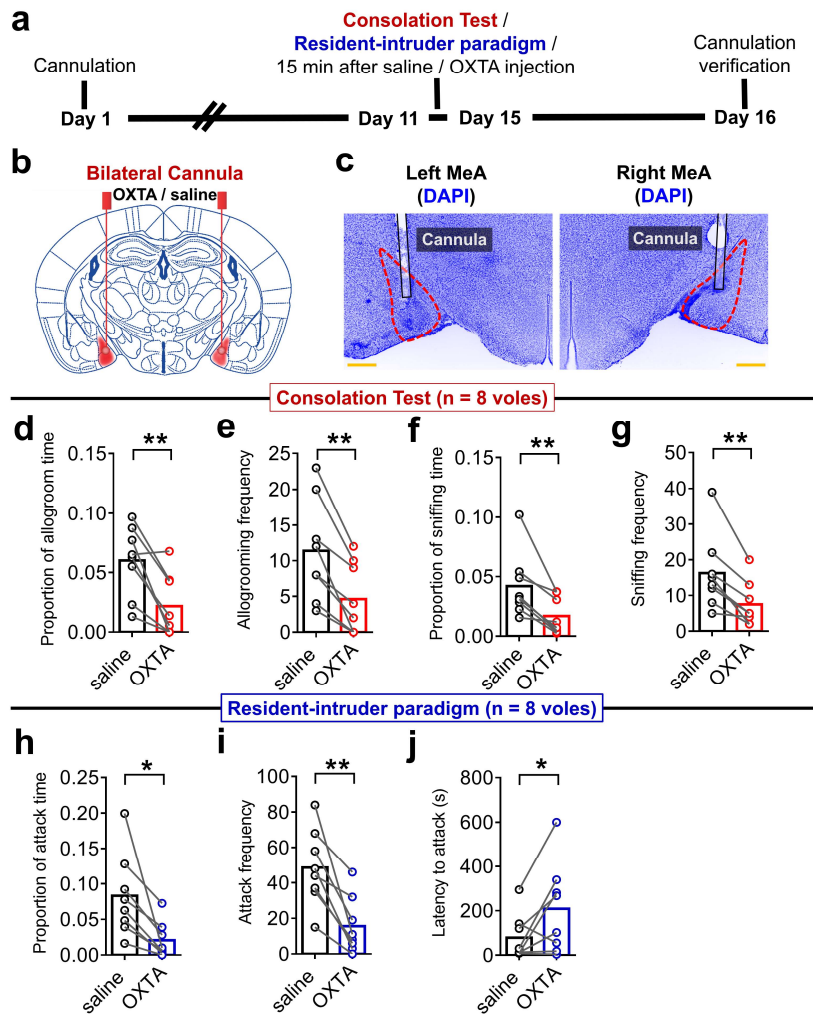 a
Consolation Test /
Resident-intruder paradigm /
15 min after saline / OXTA injection
Cannulation
Cannulation
verification
Day 1
Day 11
Day 15
Day 16
b
Bilateral Cannula
OXTA / saline
c
Left MeA
(DAPI)
Right MeA
(DAPI)
Cannula
Cannula
Consolation Test (n = 8 voles)
d
Proportion of allogroom time
0.15
0.10
0.05
0.00
**
saline
OXTA
e
Allogrooming frequency
25
20
15
10
5
0
**
saline
OXTA
f
Proportion of sniffing time
0.15
0.10
0.05
0.00
**
saline
OXTA
g
Sniffing frequency
50
40
30
20
10
0
**
saline
OXTA
Resident-intruder paradigm (n = 8 voles)
h
Proportion of attack time
0.25
0.20
0.15
0.10
0.05
0.00
*
saline
OXTA
i
Attack frequency
100
80
60
40
20
0
**
saline
OXTA
j
Latency to attack (s)
800
600
400
200
0
*
saline
OXTA